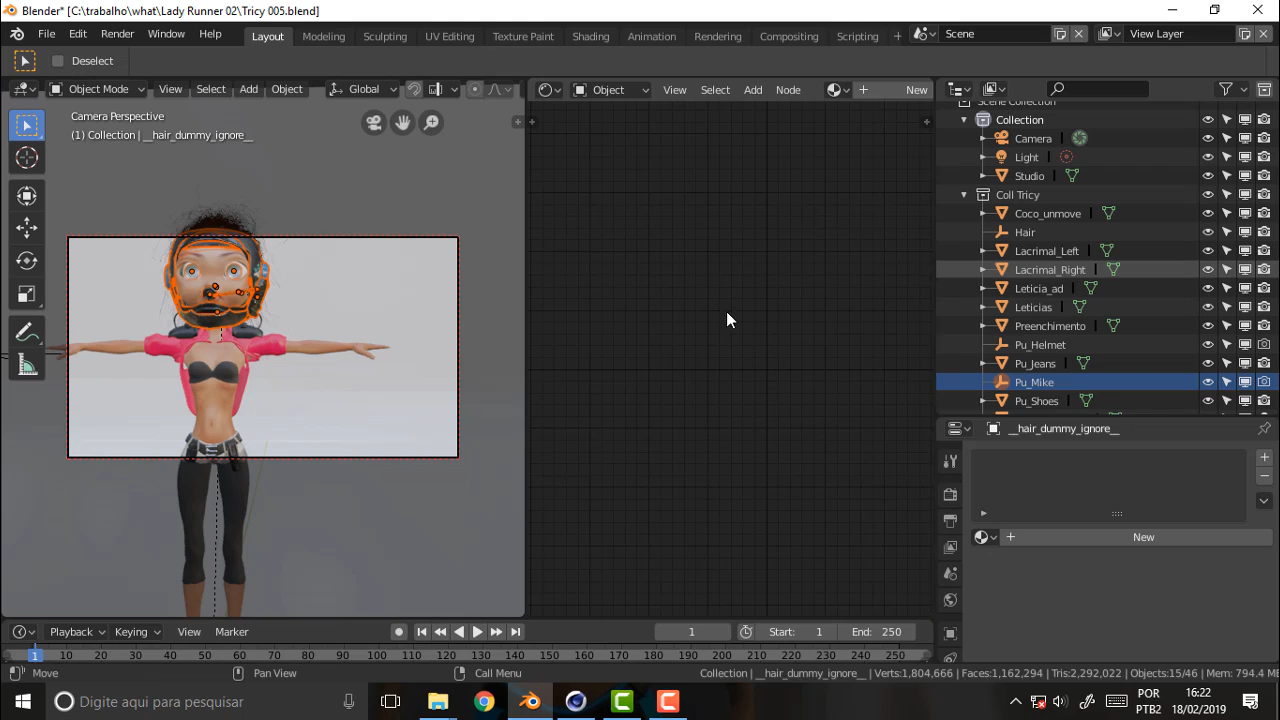 Blender* [C:\trabalho\what\Lady Runner 02\Tricy 005.blend]
File Edit Render Window Help Layout Modeling Sculpting UV Editing Texture Paint Shading Animation Rendering Compositing Scripting + Scene View Layer
Deselect
Object Mode View Select Add Object Global Object View Select Add Node New
Camera Perspective
(1) Collection | __hair_dummy_ignore__
Collection
Camera
Light
Studio
Coll Tricy
Coco_unmove
Hair
Lacrimal_Left
Lacrimal_Right
Leticia_ad
Leticias
Preenchimento
Pu_Helmet
Pu_Jeans
Pu_Mike
Pu_Shoes
__hair_dummy_ignore__
New
Playback Keying View Marker 1 Start: 1 End: 250
1 10 20 30 40 50 60 70 80 90 100 110 120 130 140 150 160 170 180 190 200 210 220 230 240 250
Move Pan View Call Menu Collection | __hair_dummy_ignore__ | Verts:1,804,666 | Faces:1,162,294 | Tris:2,292,022 | Objects:15/46 | Mem: 794.4 M
Digite aqui para pesquisar
POR
PTB2
16:22
18/02/2019